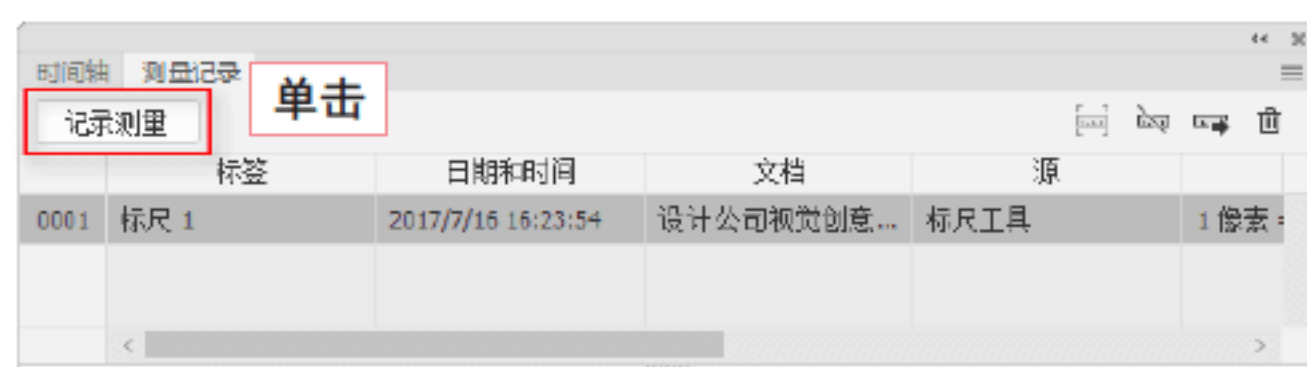 时间轴 测量记录
单击
记录测量
标签 日期和时间 文档 源
0001 标尺 1 2017/7/16 16:23:54 设计公司视觉创意... 标尺工具 1 像素 =